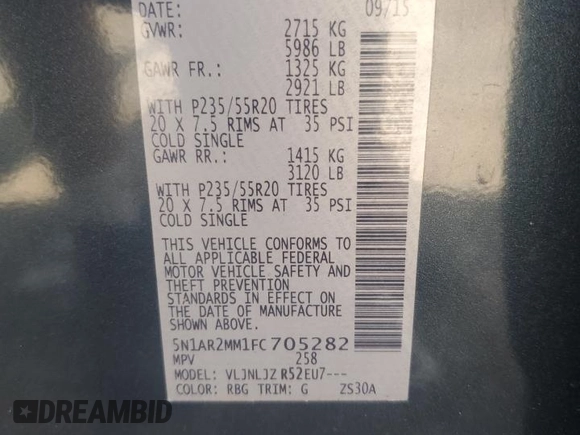 DATE: 09/15
GVWR: 2715 KG
5986 LB
GAWR FR.: 1325 KG
2921 LB
WITH P235/55R20 TIRES
20 X 7.5 RIMS AT 35 PSI
COLD SINGLE
GAWR RR.: 1415 KG
3120 LB
WITH P235/55R20 TIRES
20 X 7.5 RIMS AT 35 PSI
COLD SINGLE
THIS VEHICLE CONFORMS TO
ALL APPLICABLE FEDERAL
MOTOR VEHICLE SAFETY AND
THEFT PREVENTION
STANDARDS IN EFFECT ON
THE DATE OF MANUFACTURE
SHOWN ABOVE.
5N1AR2MM1FC705282
MPV 258
MODEL: VLJNLJZ R52EU7---
COLOR: RBG TRIM: G ZS30A
DREAMBID